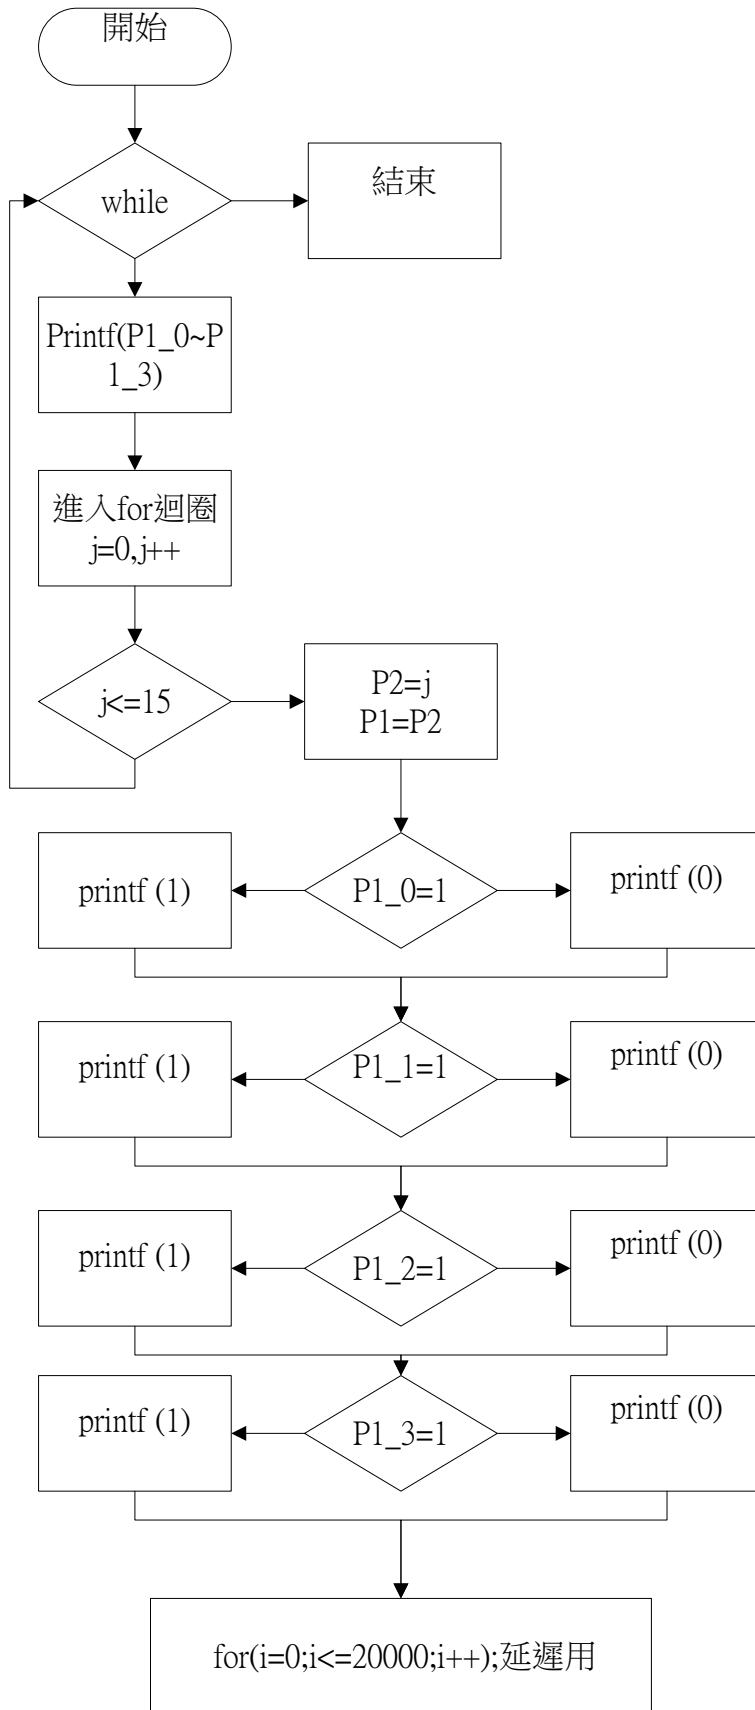 開始
while
結束
Printf(P1_0~P
1_3)
進入for迴圈
j=0,j++
j<=15
P2=j
P1=P2
printf (1)
P1_0=1
printf (0)
printf (1)
P1_1=1
printf (0)
printf (1)
P1_2=1
printf (0)
printf (1)
P1_3=1
printf (0)
for(i=0;i<=20000;i++);延遲用